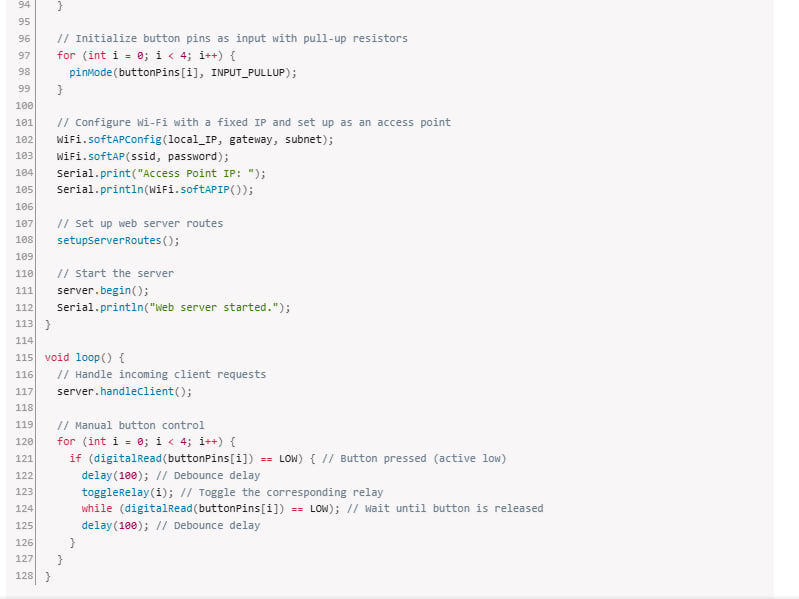 94 }
95
96 // Initialize button pins as input with pull-up resistors
97 for (int i = 0; i < 4; i++) {
98 pinMode(buttonPins[i], INPUT_PULLUP);
99 }
100
101 // Configure Wi-Fi with a fixed IP and set up as an access point
102 WiFi.softAPConfig(local_IP, gateway, subnet);
103 WiFi.softAP(ssid, password);
104 Serial.print("Access Point IP: ");
105 Serial.println(WiFi.softAPIP());
106
107 // Set up web server routes
108 setupServerRoutes();
109
110 // Start the server
111 server.begin();
112 Serial.println("Web server started.");
113 }
114
115 void loop() {
116 // Handle incoming client requests
117 server.handleClient();
118
119 // Manual button control
120 for (int i = 0; i < 4; i++) {
121 if (digitalRead(buttonPins[i]) == LOW) { // Button pressed (active low)
122 delay(100); // Debounce delay
123 toggleRelay(i); // Toggle the corresponding relay
124 while (digitalRead(buttonPins[i]) == LOW); // Wait until button is released
125 delay(100); // Debounce delay
126 }
127 }
128 }